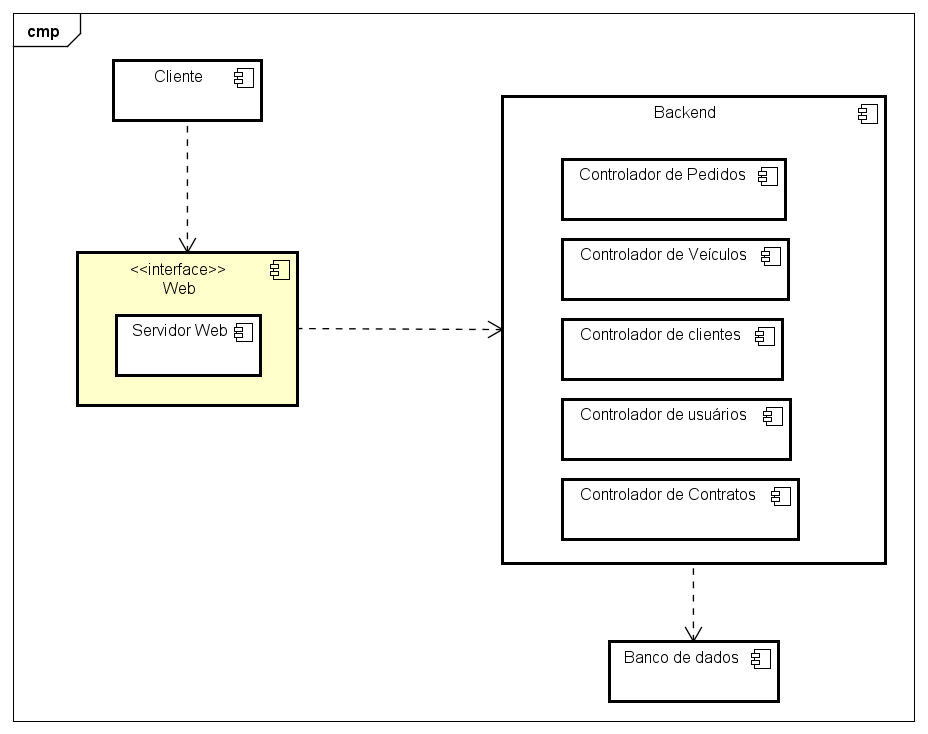 cmp
Cliente
<<interface>>
Web
Servidor Web
Backend
Controlador de Pedidos
Controlador de Veículos
Controlador de clientes
Controlador de usuários
Controlador de Contratos
Banco de dados